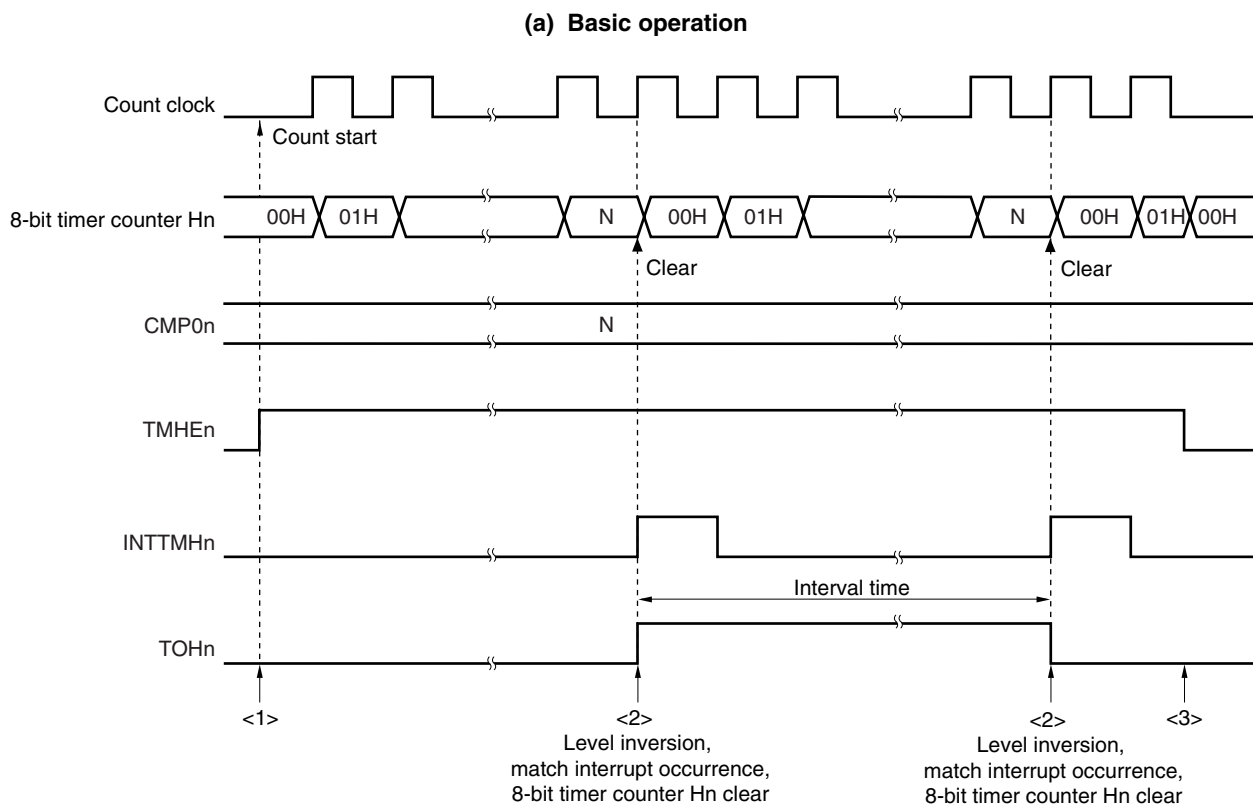 (a) Basic operation
Count clock
Count start
8-bit timer counter Hn
00H 01H N 00H 01H N 00H 01H 00H
Clear Clear
CMP0n
N
TMHEn
INTTMHn
Interval time
TOHn
<1> <2> <2> <3>
Level inversion,
match interrupt occurrence,
8-bit timer counter Hn clear
Level inversion,
match interrupt occurrence,
8-bit timer counter Hn clear